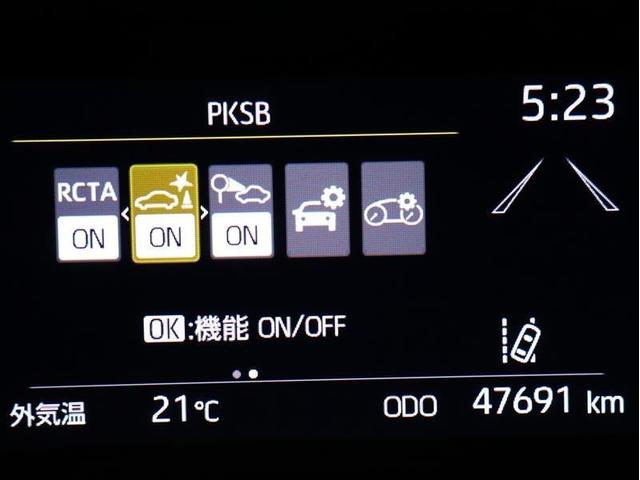 PKSB
5:23
RCTA
ON ON ON
OK:機能 ON/OFF
外気温 21℃ ODO 47691 km